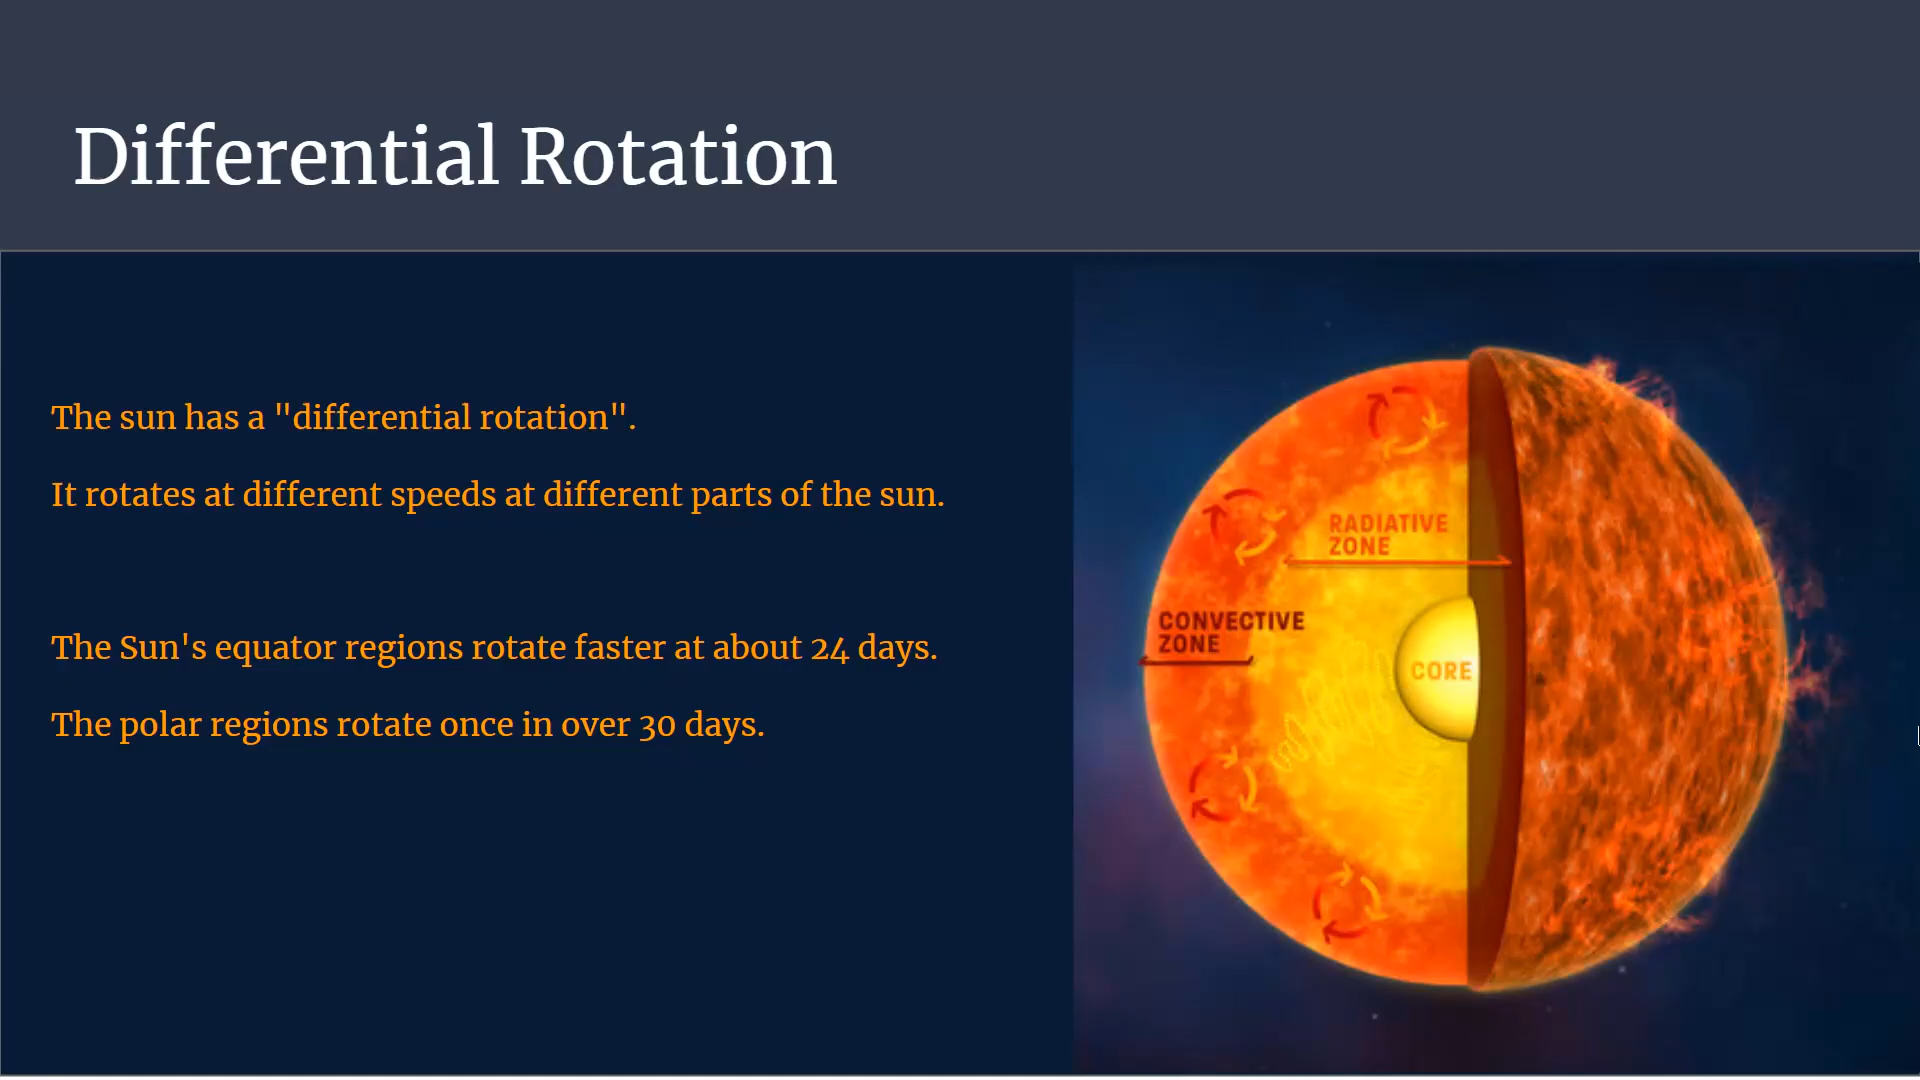 Differential Rotation
The sun has a "differential rotation".
It rotates at different speeds at different parts of the sun.
The Sun's equator regions rotate faster at about 24 days.
The polar regions rotate once in over 30 days.
RADIATIVE
ZONE
CONVECTIVE
ZONE
CORE